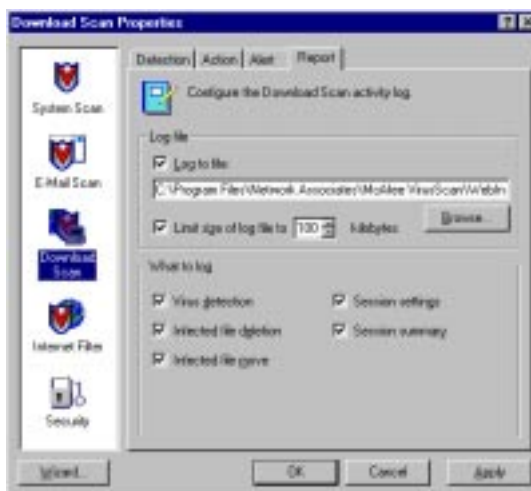 Download Scan Properties
System Scan
E-Mail Scan
Download
Scan
Internet Filter
Security
Detection
Action
Alert
Report
Configure the Download Scan activity log.
Log file
Log to file:
C:\Program Files\Network Associates\McAfee VirusScan\WebIn
Limit size of log file to
100
kilobytes
Browse...
What to log
Virus detection
Session settings
Infected file deletion
Session summary
Infected file move
Wizard...
OK
Cancel
Apply